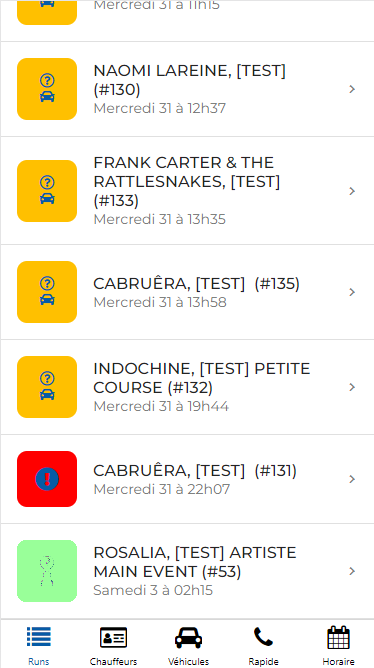 Mercredi 31 à 11h15
NAOMI LAREINE, [TEST]
(#130)
Mercredi 31 à 12h37
FRANK CARTER & THE
RATTLESNAKES, [TEST]
(#133)
Mercredi 31 à 13h35
CABRUÊRA, [TEST] (#135)
Mercredi 31 à 13h58
INDOCHINE, [TEST] PETITE
COURSE (#132)
Mercredi 31 à 19h44
CABRUÊRA, [TEST] (#131)
Mercredi 31 à 22h07
ROSALIA, [TEST] ARTISTE
MAIN EVENT (#53)
Samedi 3 à 02h15
Runs
Chauffeurs
Véhicules
Rapide
Horaire